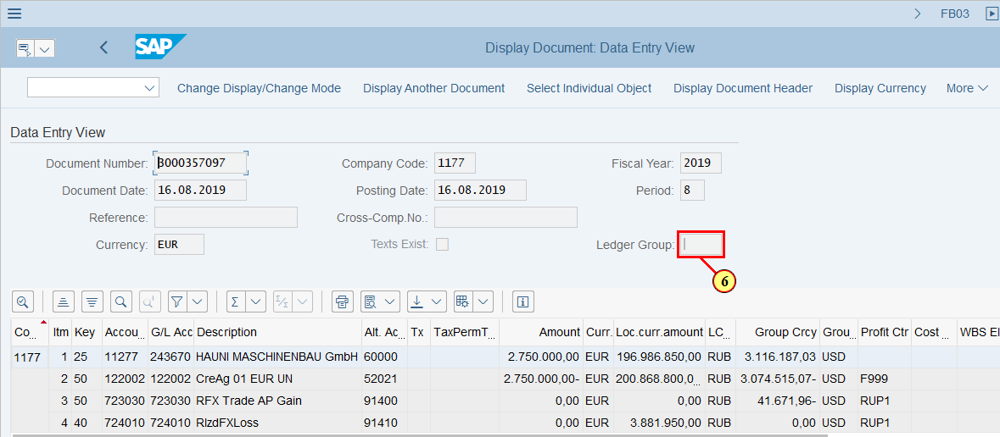 FB03
SAP Display Document: Data Entry View
Change Display/Change Mode Display Another Document Select Individual Object Display Document Header Display Currency More
Data Entry View
Document Number: 3000357097 Company Code: 1177 Fiscal Year: 2019
Document Date: 16.08.2019 Posting Date: 16.08.2019 Period: 8
Reference: Cross-Comp.No.:
Currency: EUR Texts Exist: Ledger Group:
6
Co... Itm Key Accou... G/L Acc Description Alt. Ac... Tx TaxPermT... Amount Curr. Loc.curr.amount LC... Group Crcy Grou... Profit Ctr Cost ... WBS El
1177 1 25 11277 243670 HAUNI MASCHINENBAU GmbH 60000 2.750.000,00 EUR 196.986.850,00 RUB 3.116.187,03 USD
2 50 122002 122002 CreAg 01 EUR UN 52021 2.750.000,00- EUR 200.868.800,0... RUB 3.074.515,07- USD F999
3 50 723030 723030 RFX Trade AP Gain 91400 0,00 EUR 0,00 RUB 41.671,96- USD RUP1
4 40 724010 724010 RlzdFXLoss 91410 0,00 EUR 3.881.950,00 RUB 0,00 USD RUP1